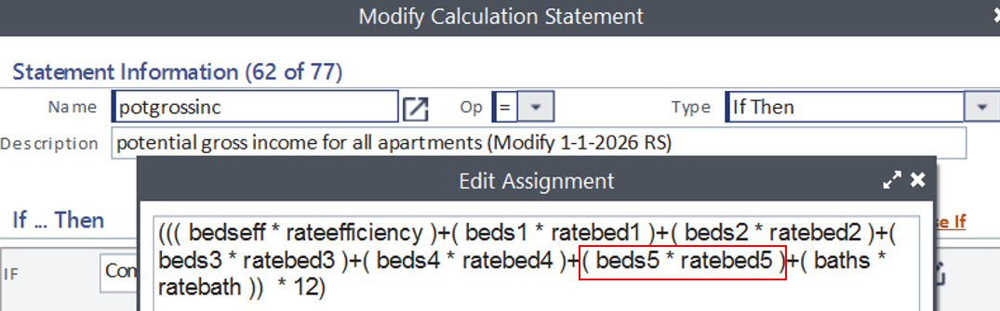 Modify Calculation Statement
Statement Information (62 of 77)
Name potgrossinc Op = Type If Then
Description potential gross income for all apartments (Modify 1-1-2026 RS)
Edit Assignment
If ... Then
(((  bedseff * rateefficiency )+( beds1 * ratebed1 )+( beds2 * ratebed2 )+(
beds3 * ratebed3 )+( beds4 * ratebed4 )+( beds5 * ratebed5 )+( baths *
ratebath ))  * 12)
se If
IF Con